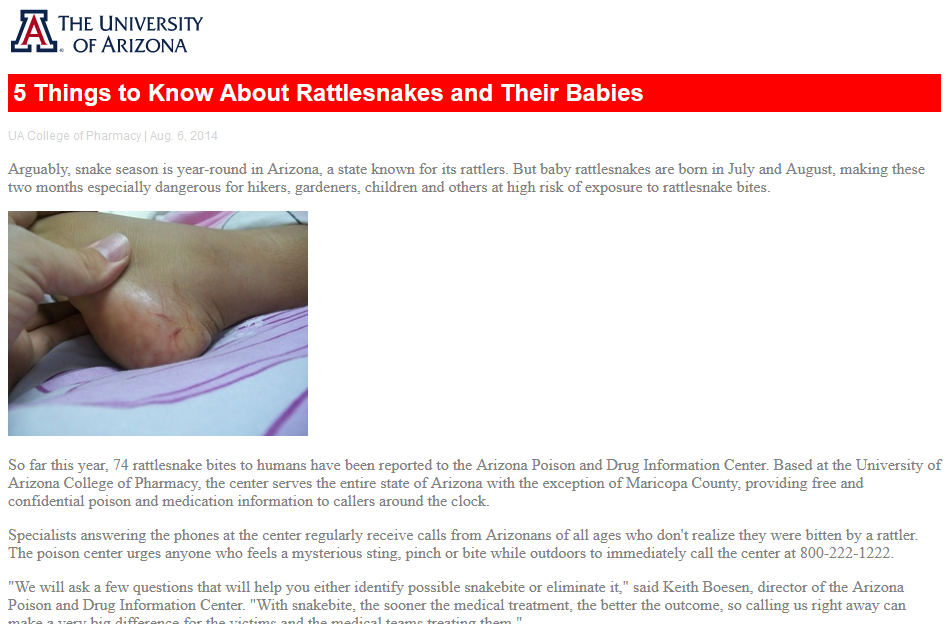 THE UNIVERSITY
OF ARIZONA
5 Things to Know About Rattlesnakes and Their Babies
UA College of Pharmacy | Aug. 6, 2014
Arguably, snake season is year-round in Arizona, a state known for its rattlers. But baby rattlesnakes are born in July and August, making these
two months especially dangerous for hikers, gardeners, children and others at high risk of exposure to rattlesnake bites.
So far this year, 74 rattlesnake bites to humans have been reported to the Arizona Poison and Drug Information Center. Based at the University of
Arizona College of Pharmacy, the center serves the entire state of Arizona with the exception of Maricopa County, providing free and
confidential poison and medication information to callers around the clock.
Specialists answering the phones at the center regularly receive calls from Arizonans of all ages who don't realize they were bitten by a rattler.
The poison center urges anyone who feels a mysterious sting, pinch or bite while outdoors to immediately call the center at 800-222-1222.
"We will ask a few questions that will help you either identify possible snakebite or eliminate it," said Keith Boesen, director of the Arizona
Poison and Drug Information Center. "With snakebite, the sooner the medical treatment, the better the outcome, so calling us right away can
make a very big difference for the victims and the medical teams treating them."